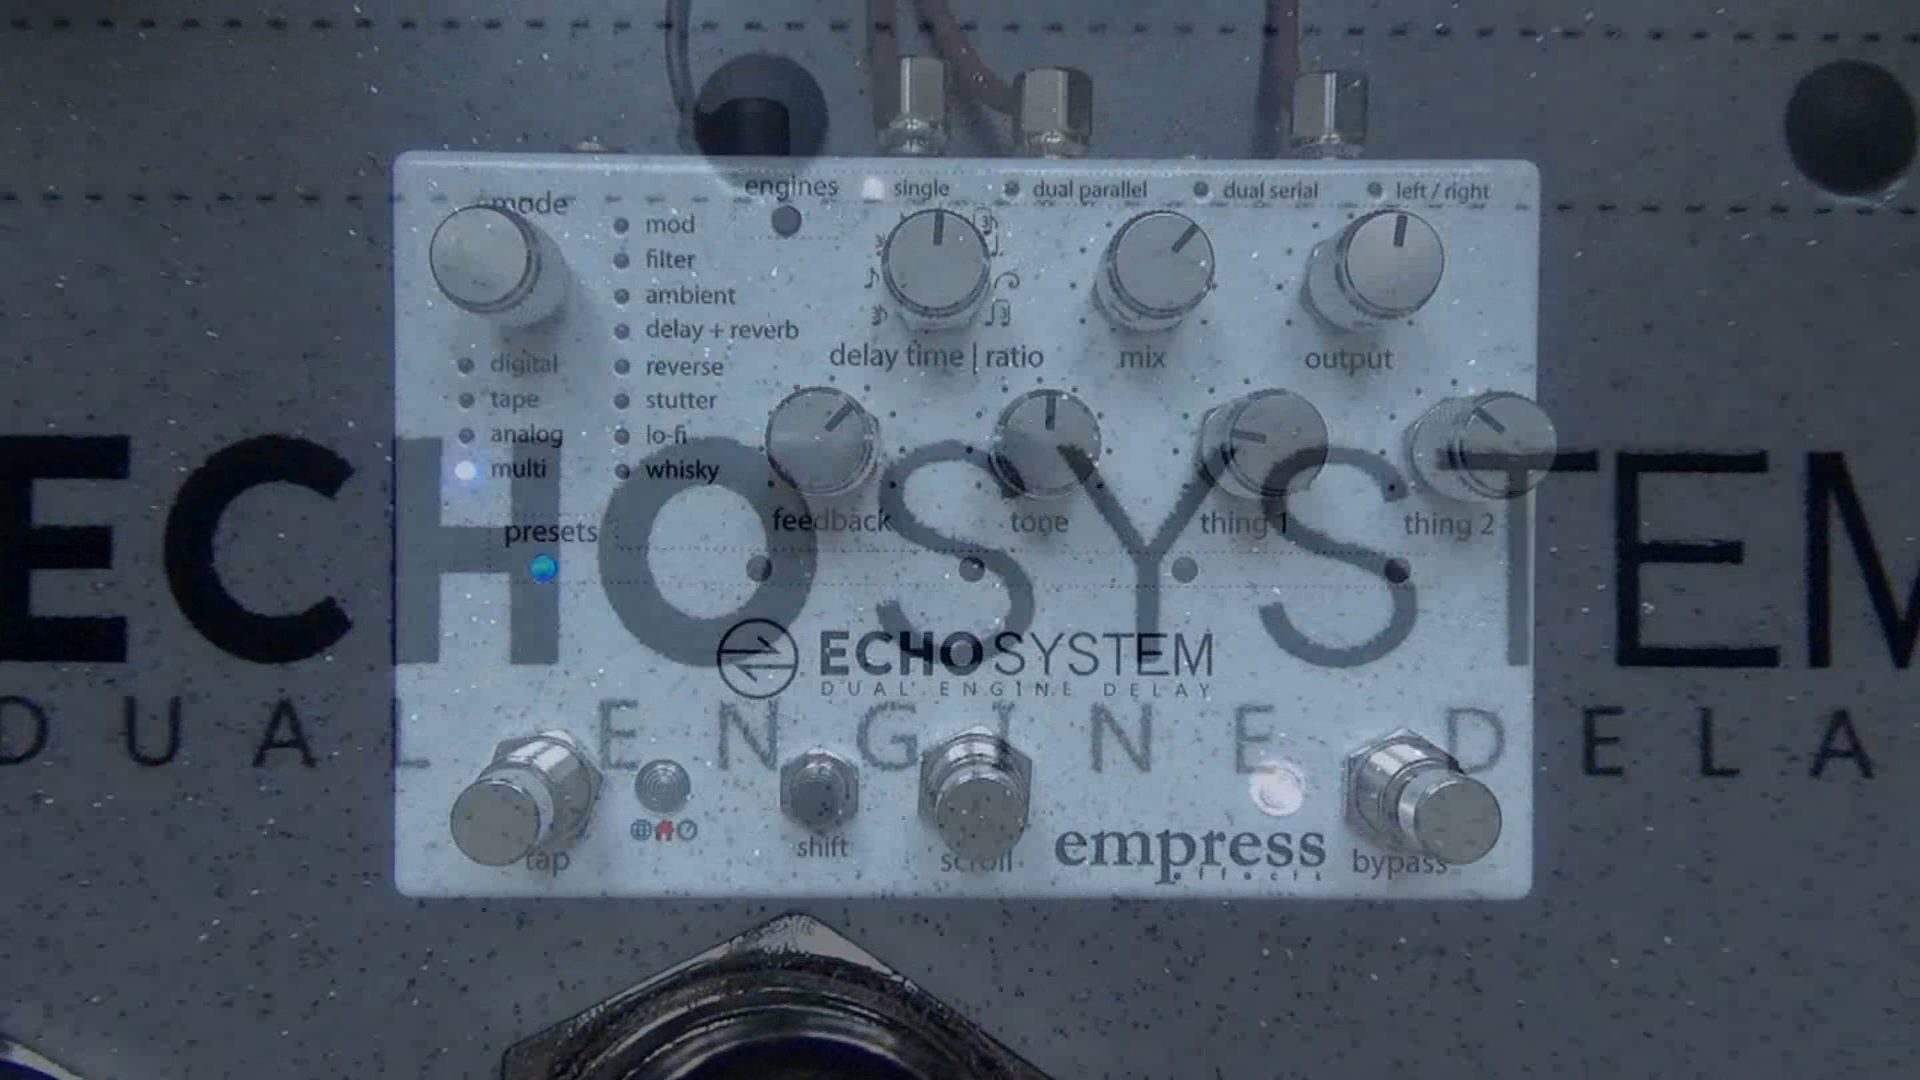 engines single dual parallel dual serial left / right
mode
mod
filter
ambient
delay + reverb
digital reverse
tape stutter
analog lo-fi
multi whisky
delay time | ratio mix output
presets feedback tone thing 1 thing 2
ECHOSYSTEM
DUAL ENGINE DELAY
tap shift scroll empress effects bypass
ECHOSYSTEM
DUAL ENGINE DELA